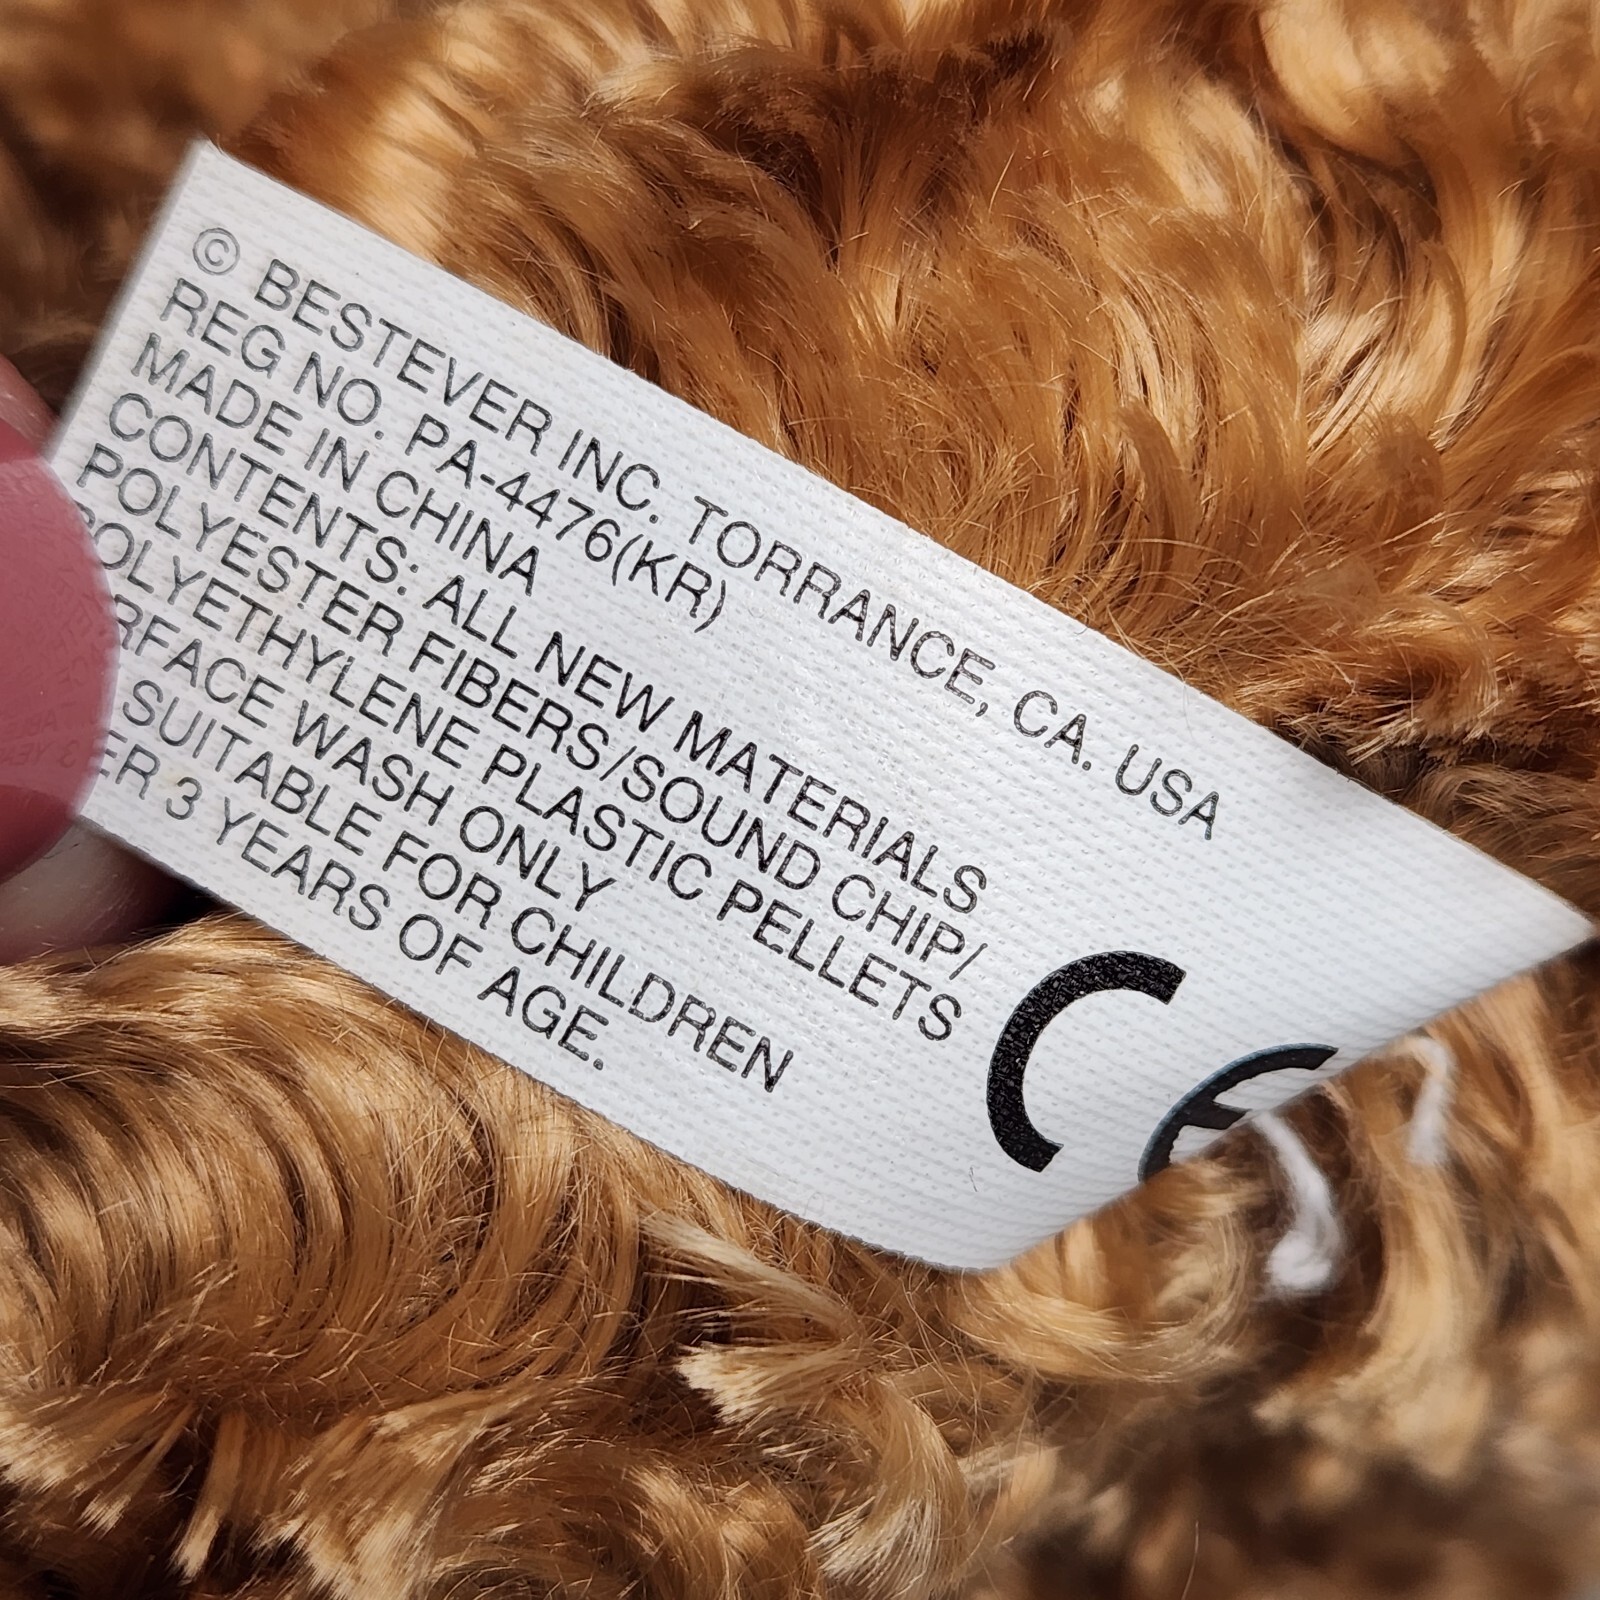 © BESTEVER INC. TORRANCE, CA. USA
REG NO. PA-4476(KR)
MADE IN CHINA
CONTENTS: ALL NEW MATERIALS
POLYESTER FIBERS/SOUND CHIP/
POLYETHYLENE PLASTIC PELLETS
RFACE WASH ONLY
SUITABLE FOR CHILDREN
ER 3 YEARS OF AGE.
CE